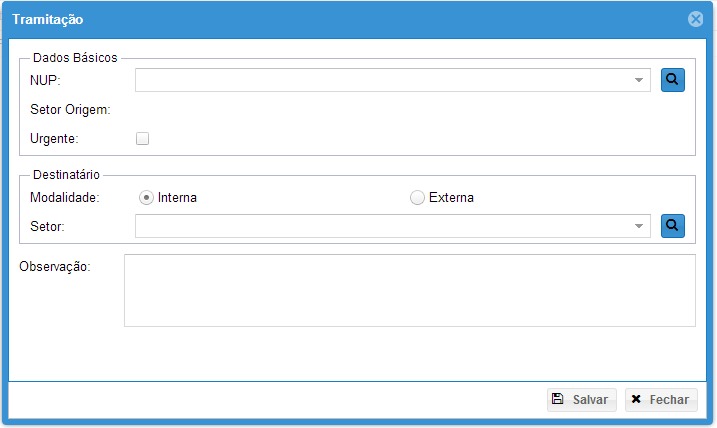 Tramitação
Dados Básicos
NUP:
Setor Origem:
Urgente:
Destinatário
Modalidade: Interna Externa
Setor:
Observação:
Salvar Fechar